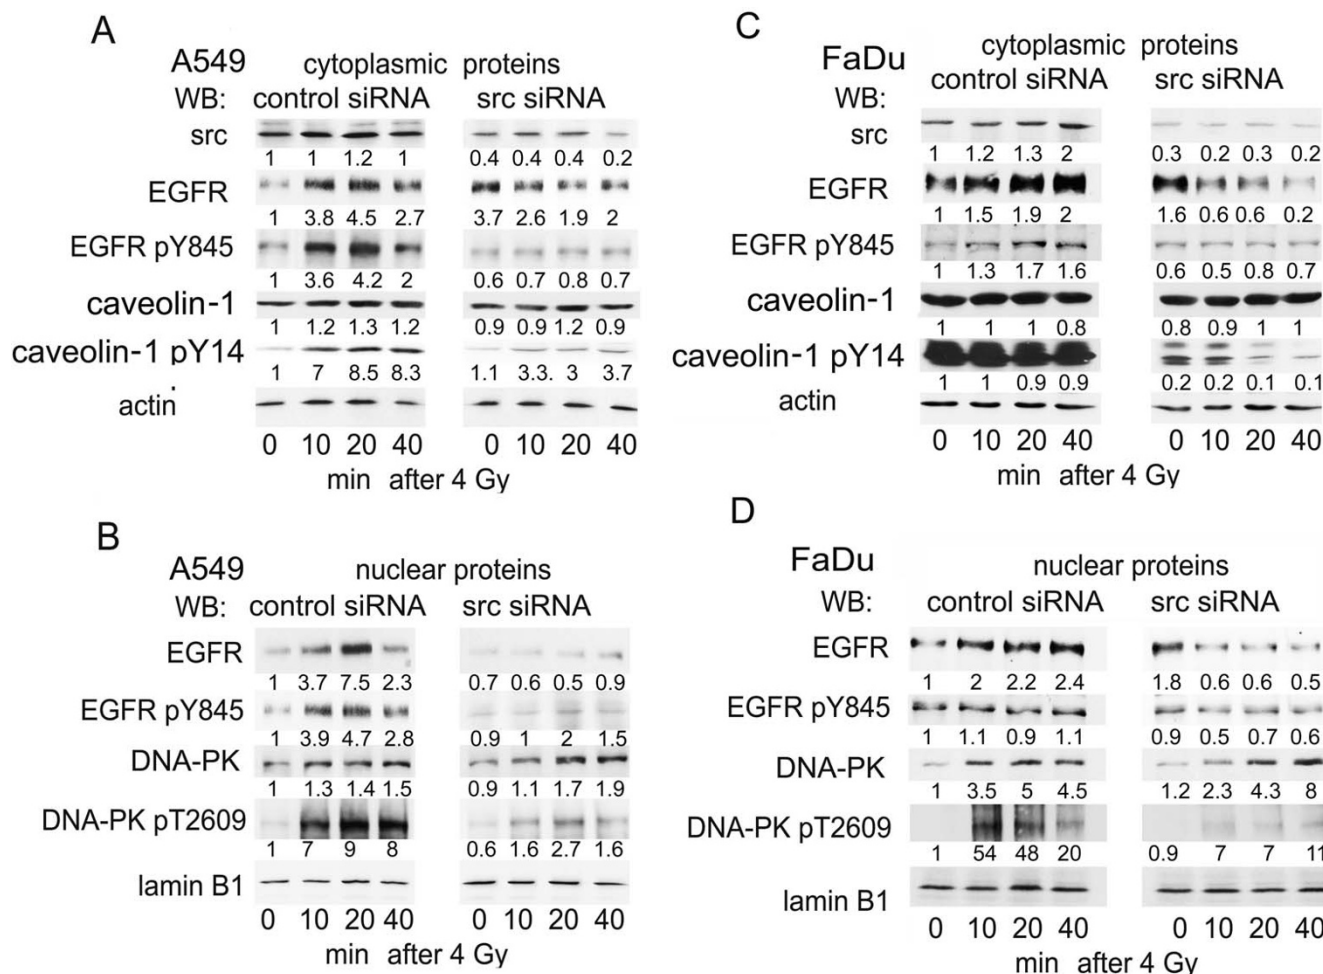 A
A549
cytoplasmic proteins
WB: control siRNA src siRNA
src
1 1 1.2 1 0.4 0.4 0.4 0.2
EGFR
1 3.8 4.5 2.7 3.7 2.6 1.9 2
EGFR pY845
1 3.6 4.2 2 0.6 0.7 0.8 0.7
caveolin-1
1 1.2 1.3 1.2 0.9 0.9 1.2 0.9
caveolin-1 pY14
1 7 8.5 8.3 1.1 3.3. 3 3.7
actin
0 10 20 40 0 10 20 40
min after 4 Gy
B
A549
nuclear proteins
WB: control siRNA src siRNA
EGFR
1 3.7 7.5 2.3 0.7 0.6 0.5 0.9
EGFR pY845
1 3.9 4.7 2.8 0.9 1 2 1.5
DNA-PK
1 1.3 1.4 1.5 0.9 1.1 1.7 1.9
DNA-PK pT2609
1 7 9 8 0.6 1.6 2.7 1.6
lamin B1
0 10 20 40 0 10 20 40
min after 4 Gy
C
FaDu
cytoplasmic proteins
WB: control siRNA src siRNA
src
1 1.2 1.3 2 0.3 0.2 0.3 0.2
EGFR
1 1.5 1.9 2 1.6 0.6 0.6 0.2
EGFR pY845
1 1.3 1.7 1.6 0.6 0.5 0.8 0.7
caveolin-1
1 1 1 0.8 0.8 0.9 1 1
caveolin-1 pY14
1 1 0.9 0.9 0.2 0.2 0.1 0.1
actin
0 10 20 40 0 10 20 40
min after 4 Gy
D
FaDu
nuclear proteins
WB: control siRNA src siRNA
EGFR
1 2 2.2 2.4 1.8 0.6 0.6 0.5
EGFR pY845
1 1.1 0.9 1.1 0.9 0.5 0.7 0.6
DNA-PK
1 3.5 5 4.5 1.2 2.3 4.3 8
DNA-PK pT2609
1 54 48 20 0.9 7 7 11
lamin B1
0 10 20 40 0 10 20 40
min after 4 Gy